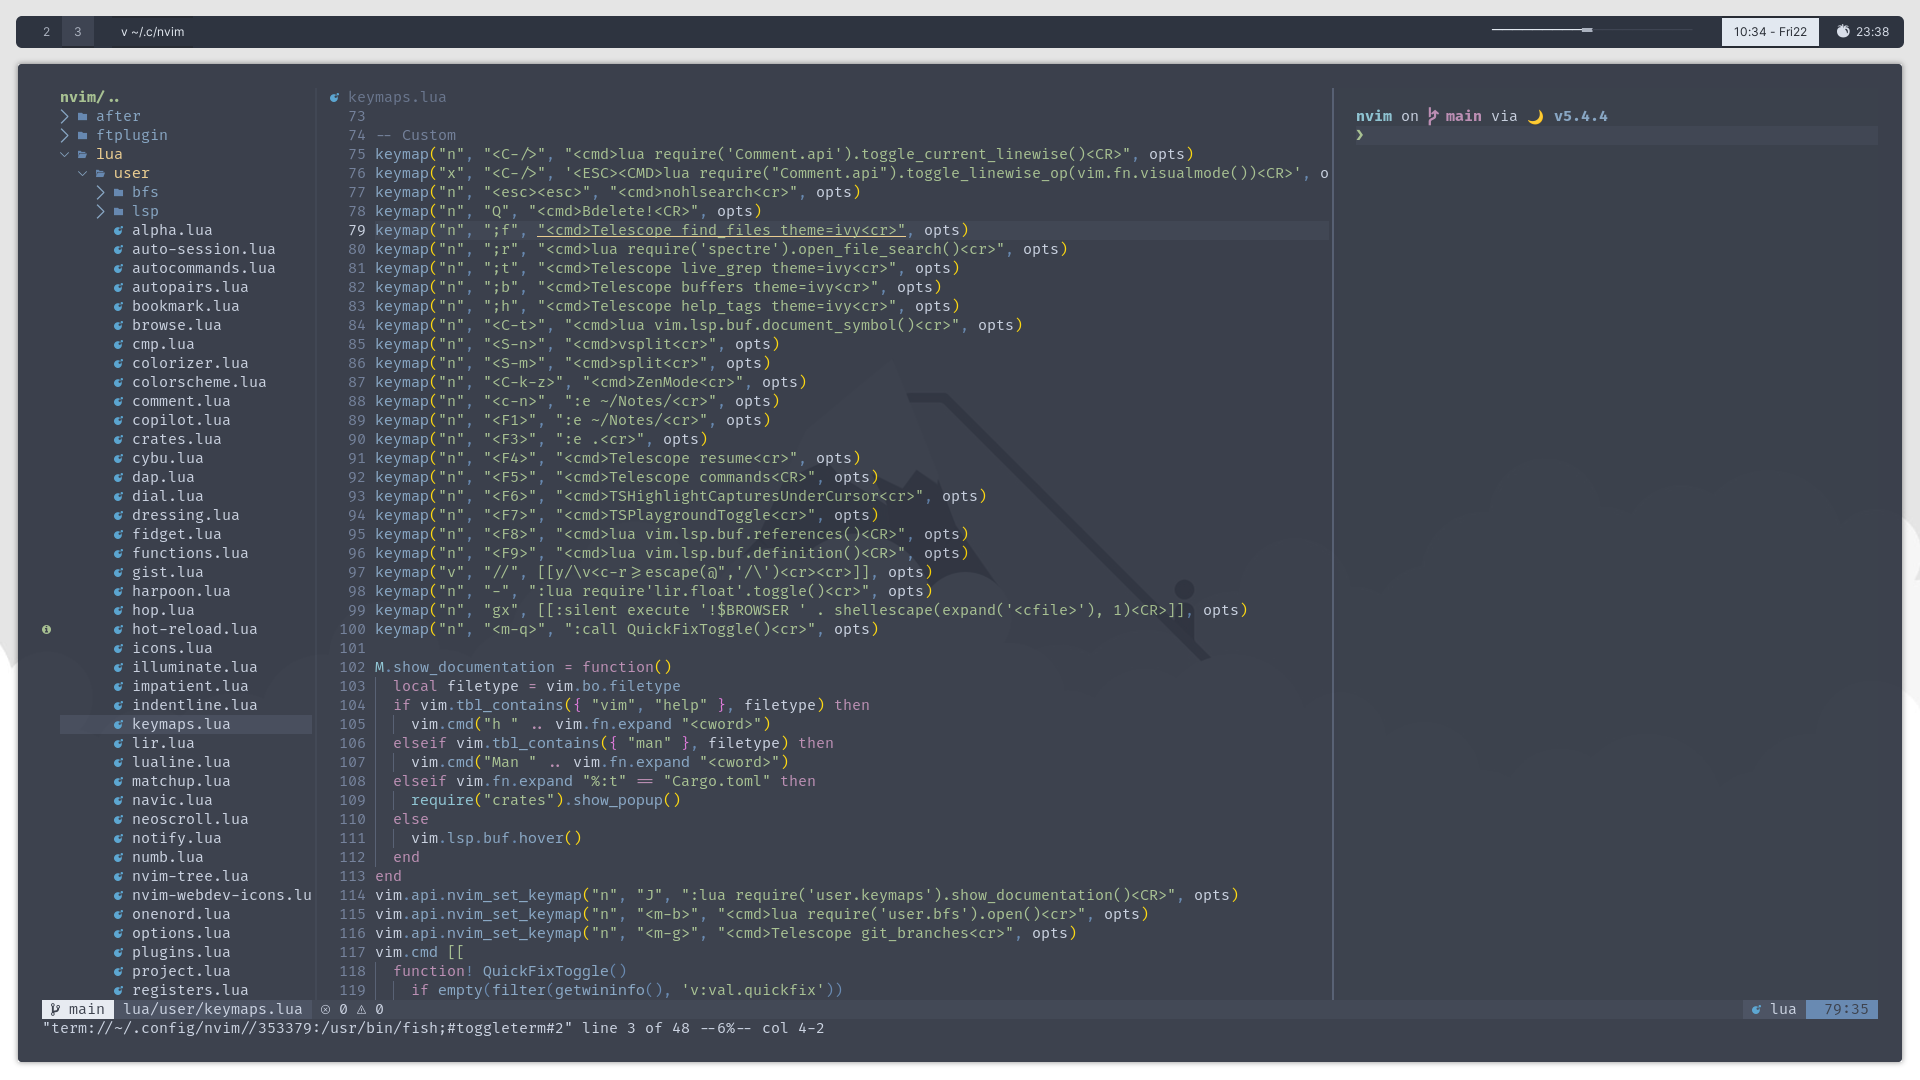 2 3 v ~/.c/nvim 10:34 - Fri22 23:38
nvim/..
after
ftplugin
lua
user
bfs
lsp
alpha.lua
auto-session.lua
autocommands.lua
autopairs.lua
bookmark.lua
browse.lua
cmp.lua
colorizer.lua
colorscheme.lua
comment.lua
copilot.lua
crates.lua
cybu.lua
dap.lua
dial.lua
dressing.lua
fidget.lua
functions.lua
gist.lua
harpoon.lua
hop.lua
hot-reload.lua
icons.lua
illuminate.lua
impatient.lua
indentline.lua
keymaps.lua
lir.lua
lualine.lua
matchup.lua
navic.lua
neoscroll.lua
notify.lua
numb.lua
nvim-tree.lua
nvim-webdev-icons.lu
onenord.lua
options.lua
plugins.lua
project.lua
registers.lua
keymaps.lua
73
74 -- Custom
75 keymap("n", "<C-/>", "<cmd>lua require('Comment.api').toggle_current_linewise()<CR>", opts)
76 keymap("x", "<C-/>", '<ESC><CMD>lua require("Comment.api").toggle_linewise_op(vim.fn.visualmode())<CR>', o
77 keymap("n", "<esc><esc>", "<cmd>nohlsearch<cr>", opts)
78 keymap("n", "Q", "<cmd>Bdelete!<CR>", opts)
79 keymap("n", ";f", "<cmd>Telescope find_files theme=ivy<cr>", opts)
80 keymap("n", ";r", "<cmd>lua require('spectre').open_file_search()<cr>", opts)
81 keymap("n", ";t", "<cmd>Telescope live_grep theme=ivy<cr>", opts)
82 keymap("n", ";b", "<cmd>Telescope buffers theme=ivy<cr>", opts)
83 keymap("n", ";h", "<cmd>Telescope help_tags theme=ivy<cr>", opts)
84 keymap("n", "<C-t>", "<cmd>lua vim.lsp.buf.document_symbol()<cr>", opts)
85 keymap("n", "<S-n>", "<cmd>vsplit<cr>", opts)
86 keymap("n", "<S-m>", "<cmd>split<cr>", opts)
87 keymap("n", "<C-k-z>", "<cmd>ZenMode<cr>", opts)
88 keymap("n", "<c-n>", ":e ~/Notes/<cr>", opts)
89 keymap("n", "<F1>", ":e ~/Notes/<cr>", opts)
90 keymap("n", "<F3>", ":e .<cr>", opts)
91 keymap("n", "<F4>", "<cmd>Telescope resume<cr>", opts)
92 keymap("n", "<F5>", "<cmd>Telescope commands<CR>", opts)
93 keymap("n", "<F6>", "<cmd>TSHighlightCapturesUnderCursor<cr>", opts)
94 keymap("n", "<F7>", "<cmd>TSPlaygroundToggle<cr>", opts)
95 keymap("n", "<F8>", "<cmd>lua vim.lsp.buf.references()<CR>", opts)
96 keymap("n", "<F9>", "<cmd>lua vim.lsp.buf.definition()<CR>", opts)
97 keymap("v", "//", [[y/\v<c-r>=escape(@",'/\')<cr><cr>]], opts)
98 keymap("n", "-", ":lua require'lir.float'.toggle()<cr>", opts)
99 keymap("n", "gx", [[:silent execute '!$BROWSER ' . shellescape(expand('<cfile>'), 1)<CR>]], opts)
100 keymap("n", "<m-q>", ":call QuickFixToggle()<cr>", opts)
101
102 M.show_documentation = function()
103 local filetype = vim.bo.filetype
104 if vim.tbl_contains({ "vim", "help" }, filetype) then
105 vim.cmd("h " .. vim.fn.expand "<cword>")
106 elseif vim.tbl_contains({ "man" }, filetype) then
107 vim.cmd("Man " .. vim.fn.expand "<cword>")
108 elseif vim.fn.expand "%:t" == "Cargo.toml" then
109 require("crates").show_popup()
110 else
111 vim.lsp.buf.hover()
112 end
113 end
114 vim.api.nvim_set_keymap("n", "J", ":lua require('user.keymaps').show_documentation()<CR>", opts)
115 vim.api.nvim_set_keymap("n", "<m-b>", "<cmd>lua require('user.bfs').open()<cr>", opts)
116 vim.api.nvim_set_keymap("n", "<m-g>", "<cmd>Telescope git_branches<cr>", opts)
117 vim.cmd [[
118 function! QuickFixToggle()
119 if empty(filter(getwininfo(), 'v:val.quickfix'))
nvim on main via 🌙 v5.4.4
❯
main lua/user/keymaps.lua 0 ⚠ 0 lua 79:35
"term://~/.config/nvim//353379:/usr/bin/fish;#toggleterm#2" line 3 of 48 --6%-- col 4-2